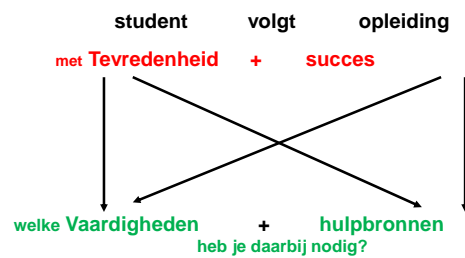 student volgt opleiding
met Tevredenheid + succes
welke Vaardigheden + hulpbronnen
heb je daarbij nodig?